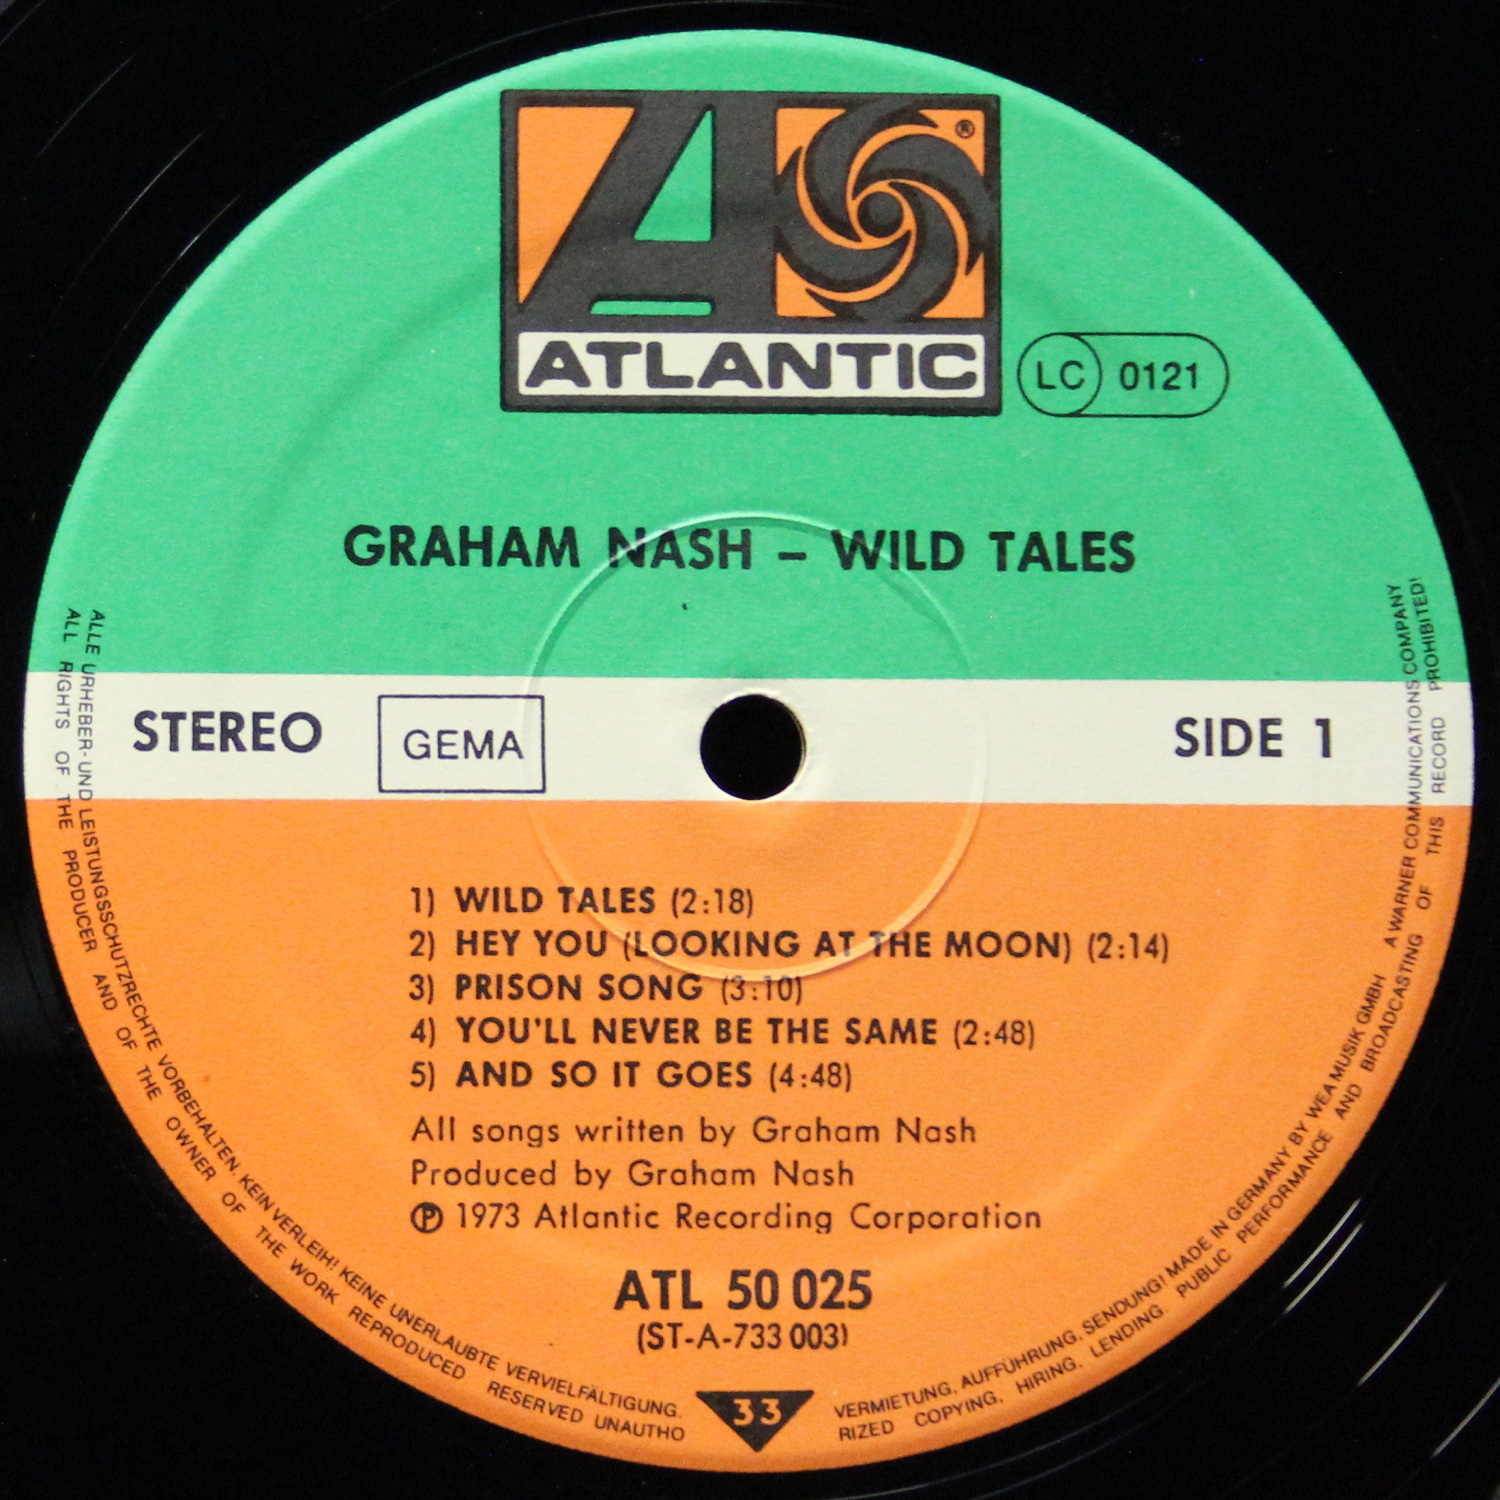 ®
ATLANTIC
LC 0121
GRAHAM NASH – WILD TALES
STEREO GEMA SIDE 1
1) WILD TALES (2:18)
2) HEY YOU (LOOKING AT THE MOON) (2:14)
3) PRISON SONG (3:10)
4) YOU'LL NEVER BE THE SAME (2:48)
5) AND SO IT GOES (4:48)
All songs written by Graham Nash
Produced by Graham Nash
Ⓟ 1973 Atlantic Recording Corporation
ATL 50 025
(ST-A-733 003)
33
ALLE URHEBER- UND LEISTUNGSSCHUTZRECHTE VORBEHALTEN. KEIN VERLEIH! KEINE UNERLAUBTE VERVIELFÄLTIGUNG. VERMIETUNG, AUFFÜHRUNG, SENDUNG! MADE IN GERMANY BY WEA MUSIK GMBH A WARNER COMMUNICATIONS COMPANY
ALL RIGHTS OF THE PRODUCER AND OF THE OWNER OF THE WORK REPRODUCED RESERVED UNAUTHO RIZED COPYING, HIRING, LENDING, PUBLIC PERFORMANCE AND BROADCASTING OF THIS RECORD PROHIBITED!